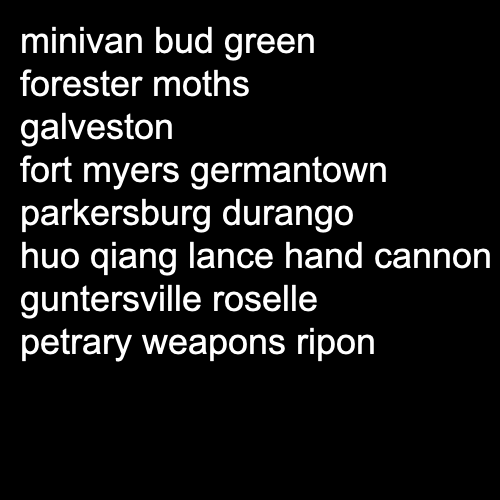 minivan bud green
forester moths
galveston
fort myers germantown
parkersburg durango
huo qiang lance hand cannon
guntersville roselle
petrary weapons ripon